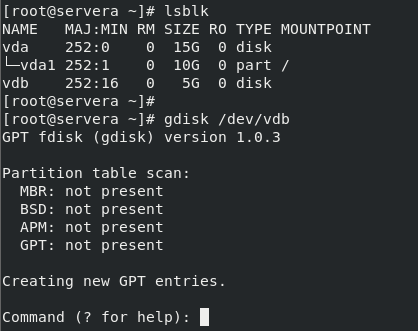 [root@servera ~]# lsblk
NAME   MAJ:MIN RM  SIZE RO TYPE MOUNTPOINT
vda    252:0    0   15G  0 disk
└─vda1 252:1    0   10G  0 part /
vdb    252:16   0    5G  0 disk
[root@servera ~]#
[root@servera ~]# gdisk /dev/vdb
GPT fdisk (gdisk) version 1.0.3

Partition table scan:
  MBR: not present
  BSD: not present
  APM: not present
  GPT: not present

Creating new GPT entries.

Command (? for help):